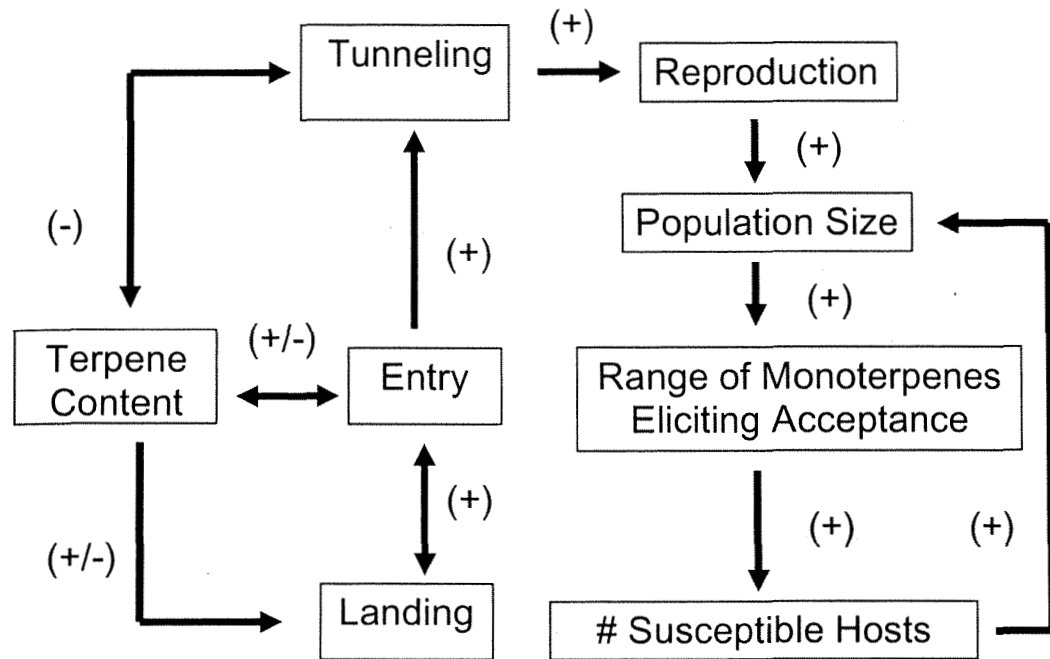 (+)
Tunneling
Reproduction
(+)
(-)
(+)
Population Size
(+)
Terpene
Content
(+/-)
Entry
Range of Monoterpenes
Eliciting Acceptance
(+)
(+)
(+)
(+/-)
Landing
# Susceptible Hosts